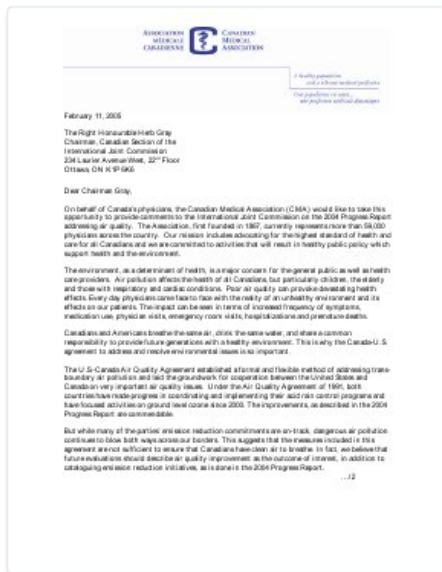 ASSOCIATION MÉDICALE CANADIENNE
CANADIAN MEDICAL ASSOCIATION
A healthy population
and a vibrant medical profession
Une population en santé,
une profession médicale dynamique
February 11, 2005
The Right Honourable Herb Gray
Chairman, Canadian Section of the
International Joint Commission
234 Laurier Avenue West, 22nd Floor
Ottawa, ON K1P 6K6
Dear Chairman Gray,
On behalf of Canada's physicians, the Canadian Medical Association (CMA) would like to take this
opportunity to provide comments to the International Joint Commission on the 2004 Progress Report
addressing air quality. The Association, first founded in 1867, currently represents more than 59,000
physicians across the country. Our mission includes advocating for the highest standard of health and
care for all Canadians and we are committed to activities that will result in healthy public policy which
support health and the environment.
The environment, as a determinant of health, is a major concern for the general public as well as health
care providers. Air pollution affects the health of all Canadians, but particularly children, the elderly
and those with respiratory and cardiac conditions. Poor air quality can provoke devastating health
effects. Every day physicians come face to face with the reality of an unhealthy environment and its
effects on our patients. The impact can be seen in terms of increased frequency of symptoms,
medication use, physician visits, emergency room visits, hospitalizations and premature deaths.
Canadians and Americans breathe the same air, drink the same water, and share a common
responsibility to provide future generations with a healthy environment. This is why the Canada-U.S.
agreement to address and resolve environmental issues is so important.
The U.S-Canada Air Quality Agreement established a formal and flexible method of addressing trans-
boundary air pollution and laid the groundwork for cooperation between the United States and
Canada on very important air quality issues. Under the Air Quality Agreement of 1991, both
countries have made progress in coordinating and implementing their acid rain control programs and
have focused activities on ground level ozone since 2000. The improvements, as described in the 2004
Progress Report are commendable.
But while many of the parties' emission reduction commitments are on-track, dangerous air pollution
continues to blow both ways across our borders. This suggests that the measures included in this
agreement are not sufficient to ensure that Canadians have clean air to breathe. In fact, we believe that
future evaluations should describe air quality improvement as the outcome of interest, in addition to
cataloguing emission reduction initiatives, as is done in the 2004 Progress Report.
…/2